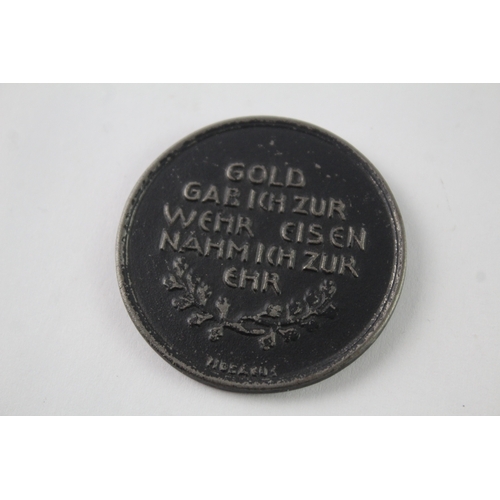 GOLD
GAB ICH ZUR
WEHR EISEN
NAHM ICH ZUR
EHR